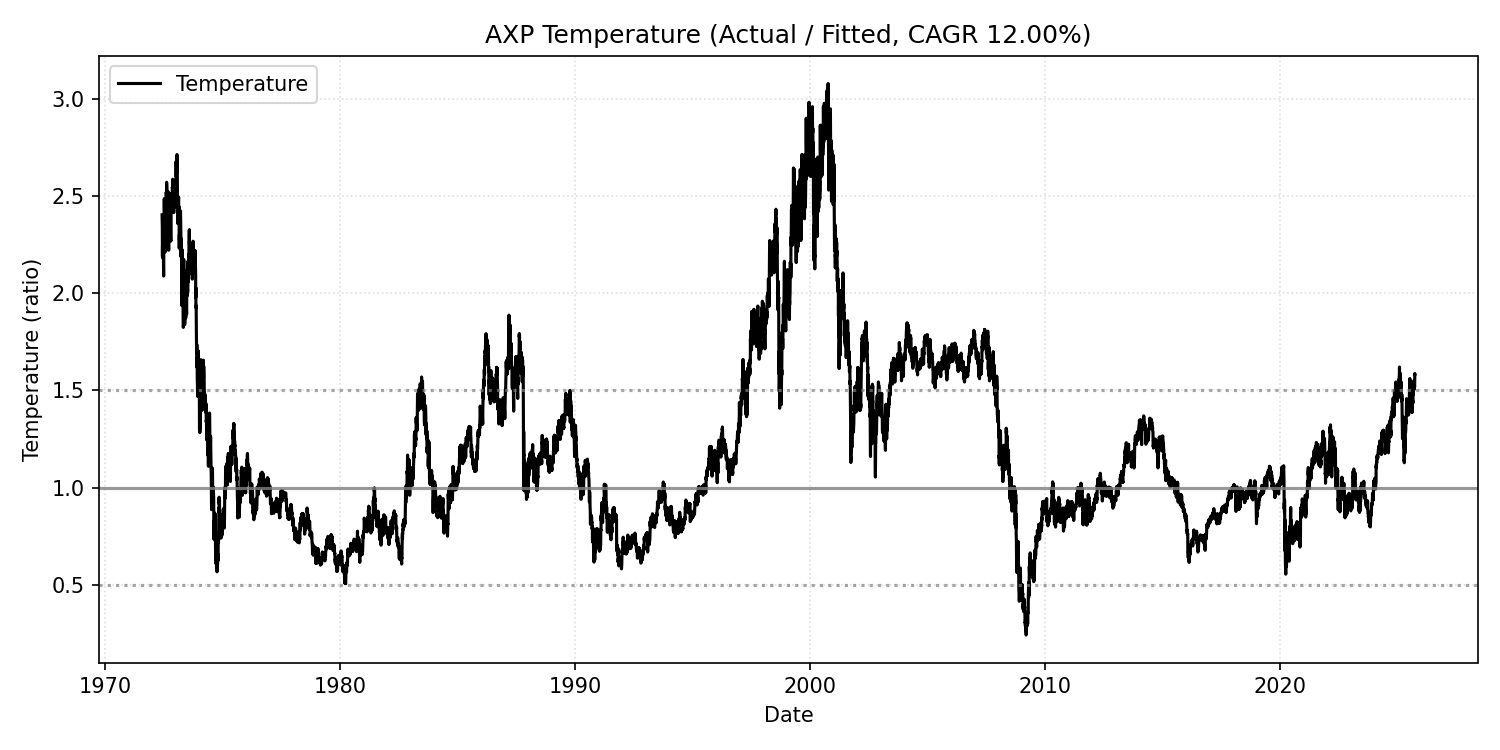 AXP Temperature (Actual / Fitted, CAGR 12.00%)
Temperature
3.0
2.5
2.0
1.5
1.0
0.5
Temperature (ratio)
1970 1980 1990 2000 2010 2020
Date